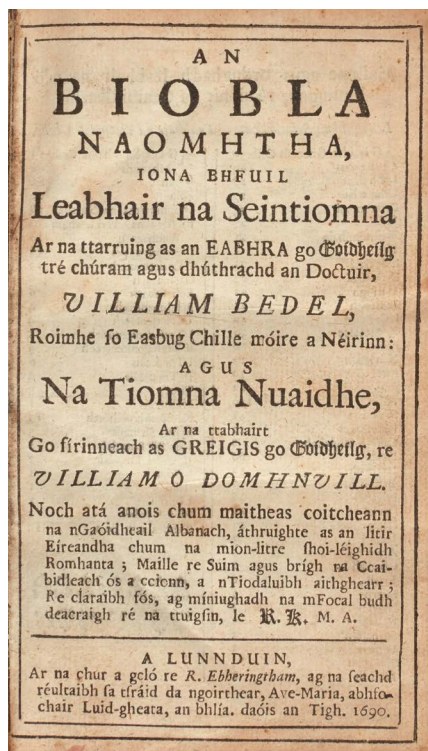 AN
BIOBLA
NAOMHTHA,
IONA BHFUIL
Leabhair na Seintiomna
Ar na ttarruing as an EABHRA go Goidheilg
tré chúram agus dhúthrachd an Doctuir,
UILLIAM BEDEL,
Roimhe so Easbug Chille móire a Néirinn:
AGUS
Na Tiomna Nuaidhe,
Ar na ttabhairt
Go fírinneach as GREIGIS go Goidheilg, re
UILLIAM O DOMHNUILL.
Noch atá anois chum maitheas coitcheann
na nGaóidheail Albanach, áthruighte as an litir
Eíreandha chum na mion-litre shoi-léighidh
Romhanta ; Maille re Suim agus brígh na Ccai-
bidleach ós a ccionn, a nTiodaluibh aithghearr ;
Re claraibh fós, ag míniughadh na mFocal budh
deacraigh ré na ttuigsin, le R. K. M. A.
A LUNNDUIN,
Ar na chur a gcló re R. Ebheringtham, ag na seachd
réultaibh sa tsráid da ngoirthear, Ave-Maria, abhfo-
chair Luid-gheata, an bhlía. daóis an Tigh. 1690.